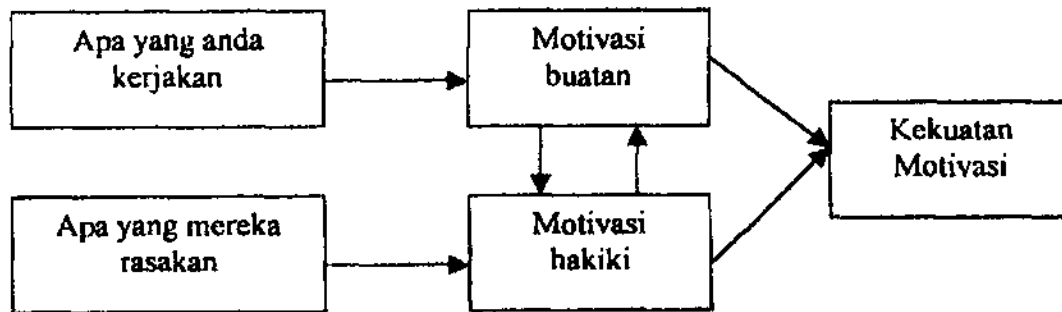 Apa yang anda
kerjakan
Motivasi
buatan
Kekuatan
Motivasi
Apa yang mereka
rasakan
Motivasi
hakiki